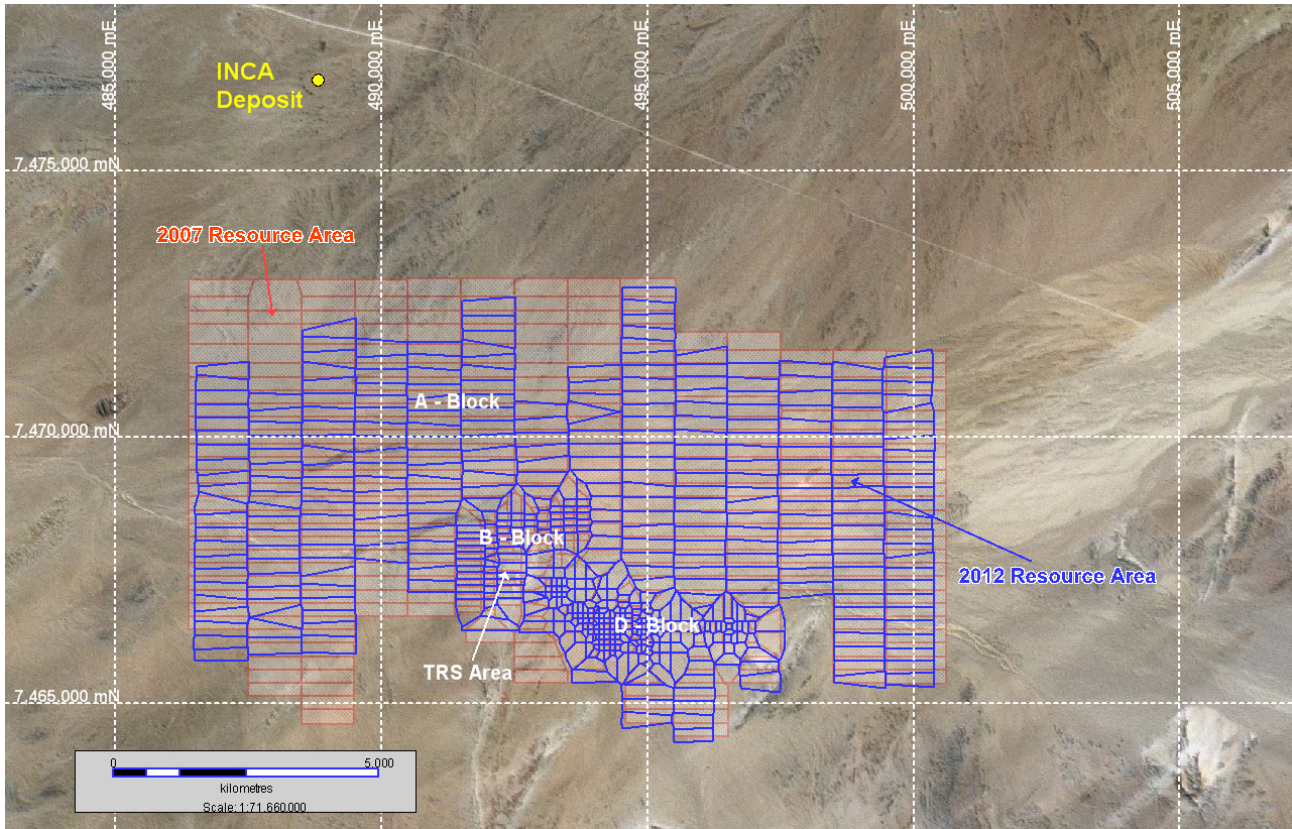 485,000 mE
490,000 mE
495,000 mE
500,000 mE
505,000 mE
INCA
Deposit
7,475,000 mN
2007 Resource Area
A - Block
7,470,000 mN
B - Block
2012 Resource Area
D - Block
TRS Area
7,465,000 mN
0
5,000
kilometres
Scale: 1:71,660.000